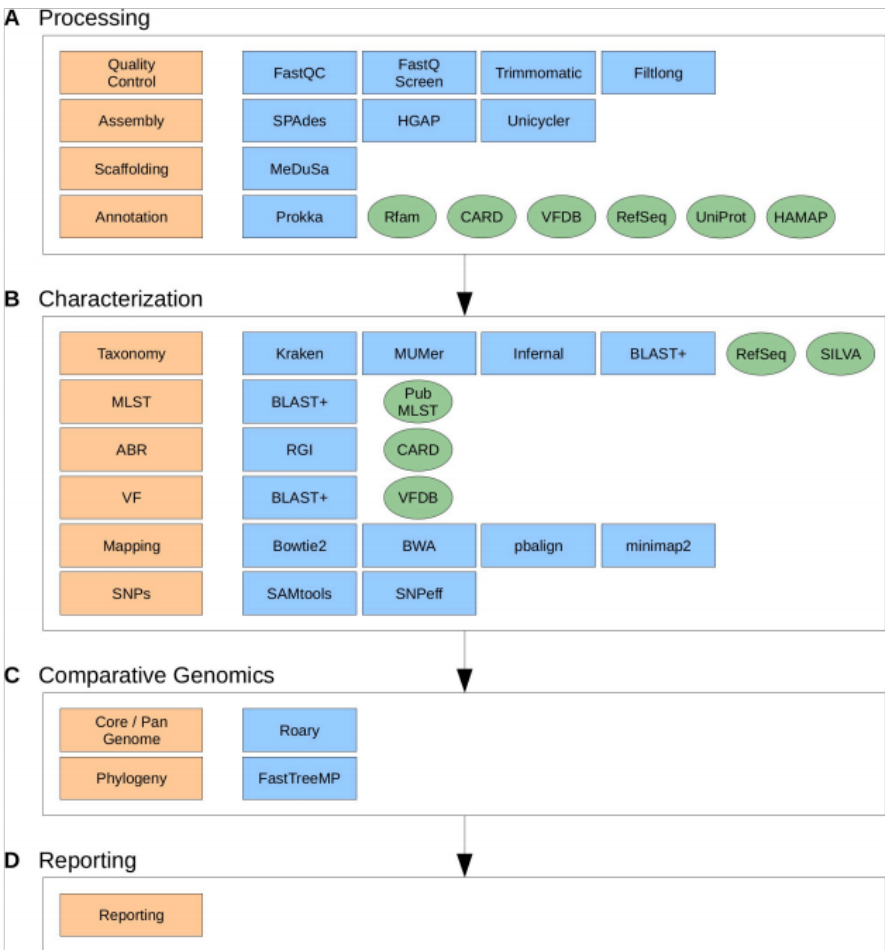 A Processing
Quality
Control
FastQC
FastQ
Screen
Trimmomatic
Filtlong
Assembly
SPAdes
HGAP
Unicycler
Scaffolding
MeDuSa
Annotation
Prokka
Rfam
CARD
VFDB
RefSeq
UniProt
HAMAP
B Characterization
Taxonomy
Kraken
MUMer
Infernal
BLAST+
RefSeq
SILVA
MLST
BLAST+
Pub
MLST
ABR
RGI
CARD
VF
BLAST+
VFDB
Mapping
Bowtie2
BWA
pbalign
minimap2
SNPs
SAMtools
SNPeff
C Comparative Genomics
Core / Pan
Genome
Roary
Phylogeny
FastTreeMP
D Reporting
Reporting